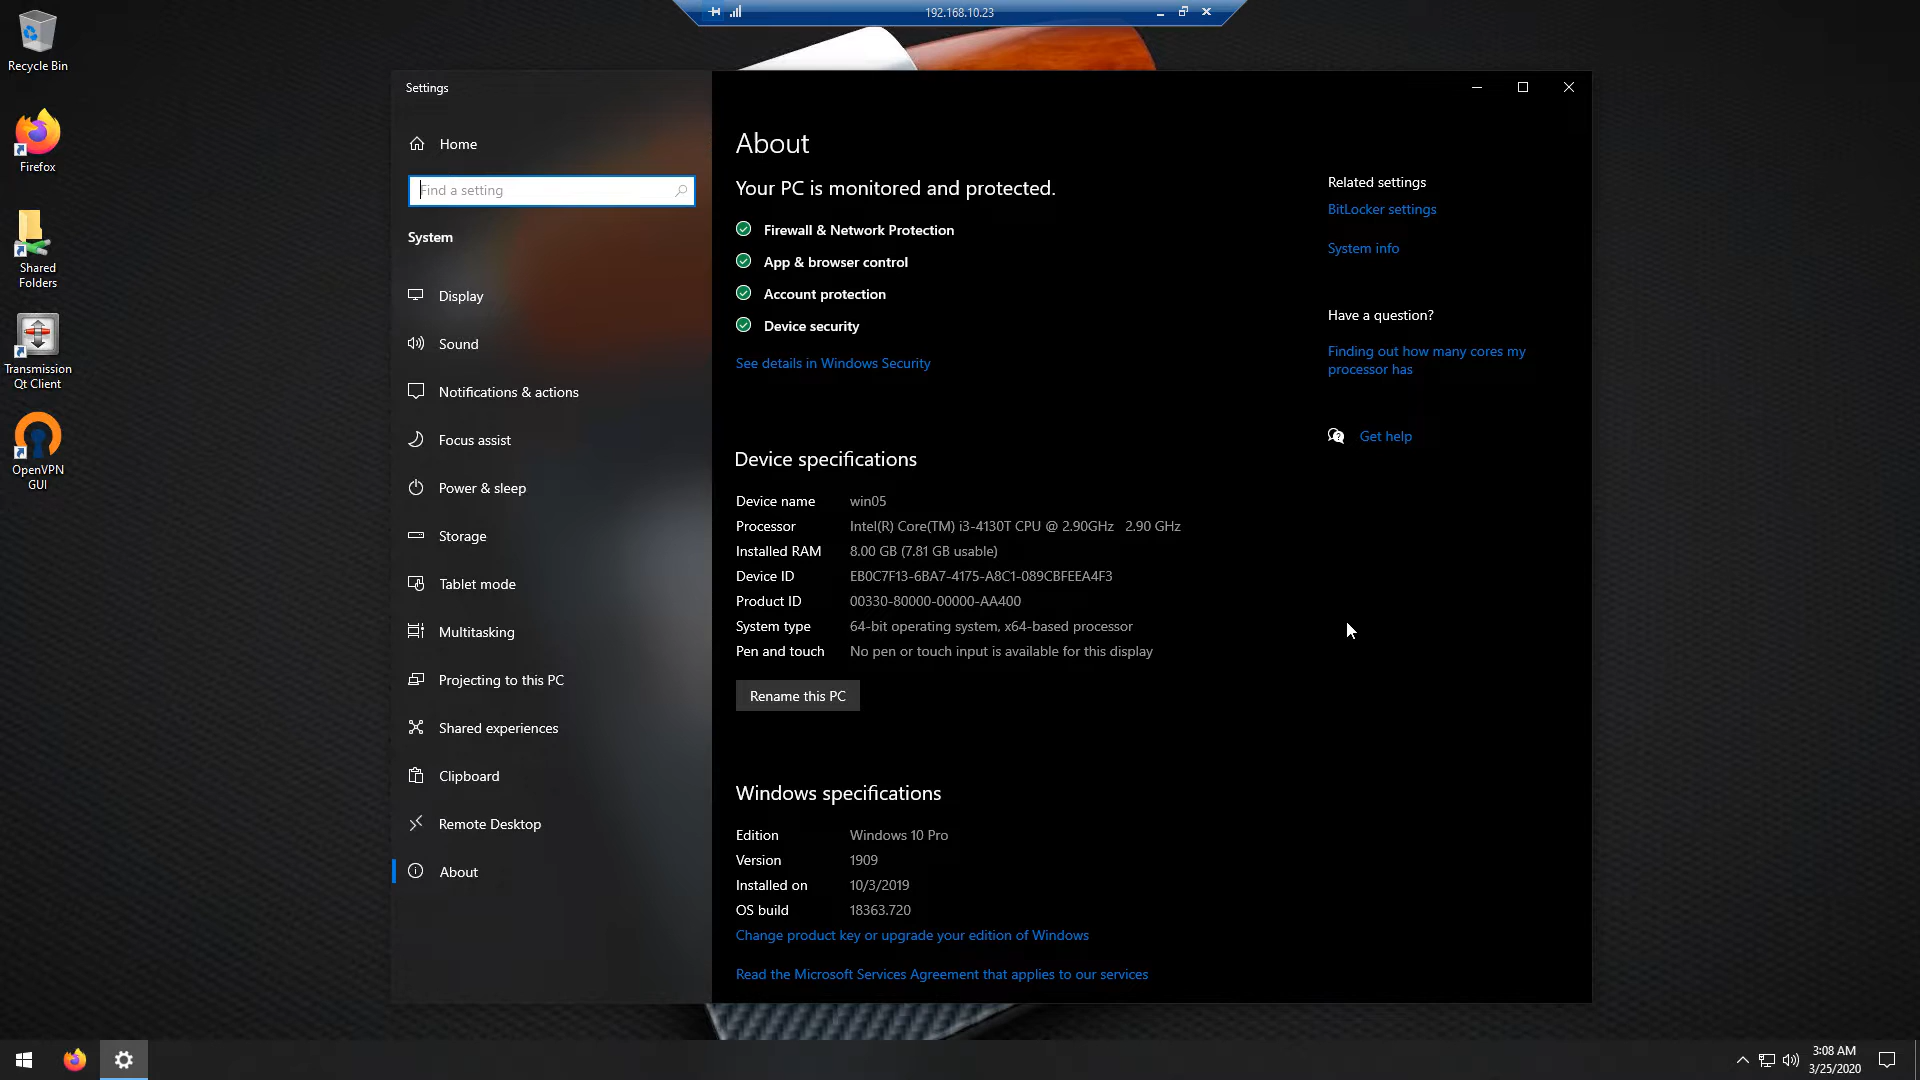 192.168.10.23
Recycle Bin
Firefox
Shared
Folders
Transmission
Qt Client
OpenVPN
GUI
Settings
Home
Find a setting
System
Display
Sound
Notifications & actions
Focus assist
Power & sleep
Storage
Tablet mode
Multitasking
Projecting to this PC
Shared experiences
Clipboard
Remote Desktop
About
About
Your PC is monitored and protected.
Firewall & Network Protection
App & browser control
Account protection
Device security
See details in Windows Security
Device specifications
Device name win05
Processor Intel(R) Core(TM) i3-4130T CPU @ 2.90GHz 2.90 GHz
Installed RAM 8.00 GB (7.81 GB usable)
Device ID EB0C7F13-6BA7-4175-A8C1-089CBFEEA4F3
Product ID 00330-80000-00000-AA400
System type 64-bit operating system, x64-based processor
Pen and touch No pen or touch input is available for this display
Rename this PC
Windows specifications
Edition Windows 10 Pro
Version 1909
Installed on 10/3/2019
OS build 18363.720
Change product key or upgrade your edition of Windows
Read the Microsoft Services Agreement that applies to our services
Related settings
BitLocker settings
System info
Have a question?
Finding out how many cores my
processor has
Get help
3:08 AM
3/25/2020